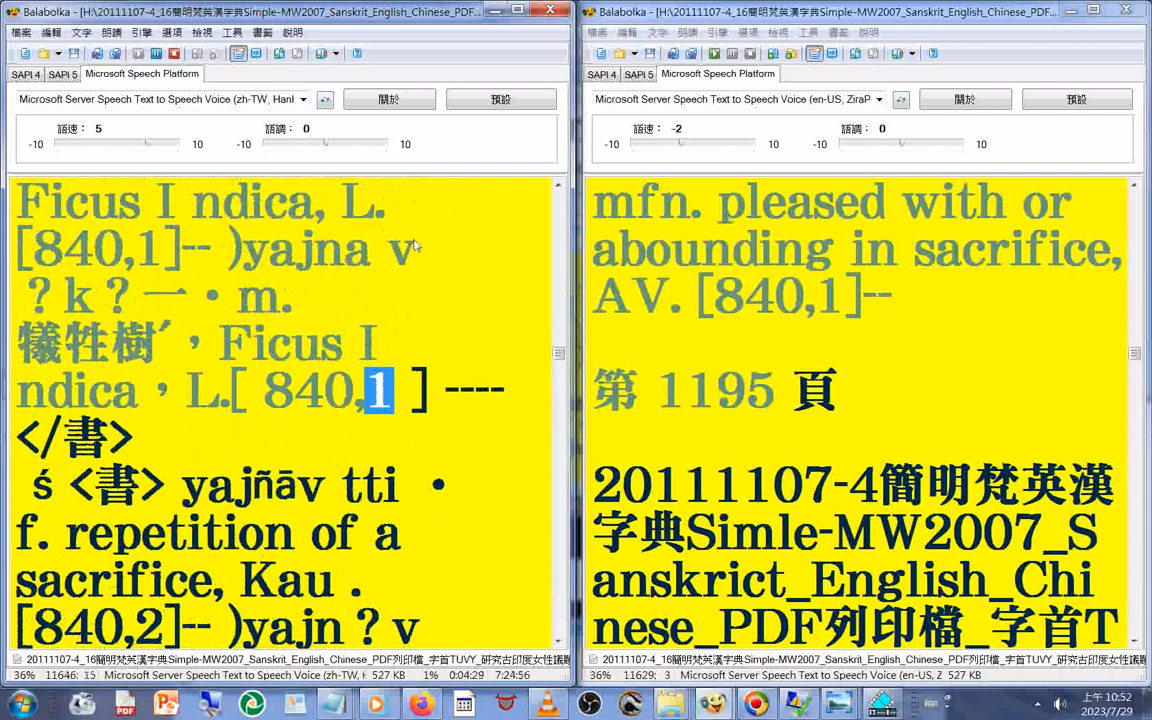 Balabolka - [H:\20111107-4_16簡明梵英漢字典Simple-MW2007_Sanskrit_English_Chinese_PDF...
檔案 編輯 文字 朗讀 引擎 選項 檢視 工具 書籤 說明
SAPI 4 SAPI 5 Microsoft Speech Platform
Microsoft Server Speech Text to Speech Voice (zh-TW, Hanl
關於 預設
語速： 5 語調： 0
-10 10 -10 10
Ficus I ndica, L.
[840,1]-- )yajna v
？k？一・m.
犧牲樹ˊ，Ficus I
ndica，L.[ 840,1 ] ----
</書>
ś <書> yajñāv tti ・
f. repetition of a
sacrifice, Kau .
[840,2]-- )yajn？v
20111107-4_16簡明梵英漢字典Simple-MW2007_Sanskrit_English_Chinese_PDF列印檔_字首TUVY_研究古印度女性議題
36% 11646: 15 Microsoft Server Speech Text to Speech Voice (zh-TW, H 527 KB 1% 0:04:29 7:24:56
Balabolka - [H:\20111107-4_16簡明梵英漢字典Simple-MW2007_Sanskrit_English_Chinese_PDF...
檔案 編輯 文字 朗讀 引擎 選項 檢視 工具 書籤 說明
SAPI 4 SAPI 5 Microsoft Speech Platform
Microsoft Server Speech Text to Speech Voice (en-US, ZiraP
關於 預設
語速： -2 語調： 0
-10 10 -10 10
mfn. pleased with or
abounding in sacrifice,
AV. [840,1]--
第 1195 頁
20111107-4簡明梵英漢
字典Simle-MW2007_S
anskrict_English_Chi
nese_PDF列印檔_字首T
20111107-4_16簡明梵英漢字典Simple-MW2007_Sanskrit_English_Chinese_PDF列印檔_字首TUVY_研究古印度女性議
36% 11629: 3 Microsoft Server Speech Text to Speech Voice (en-US, Z 527 KB
上午 10:52
2023/7/29